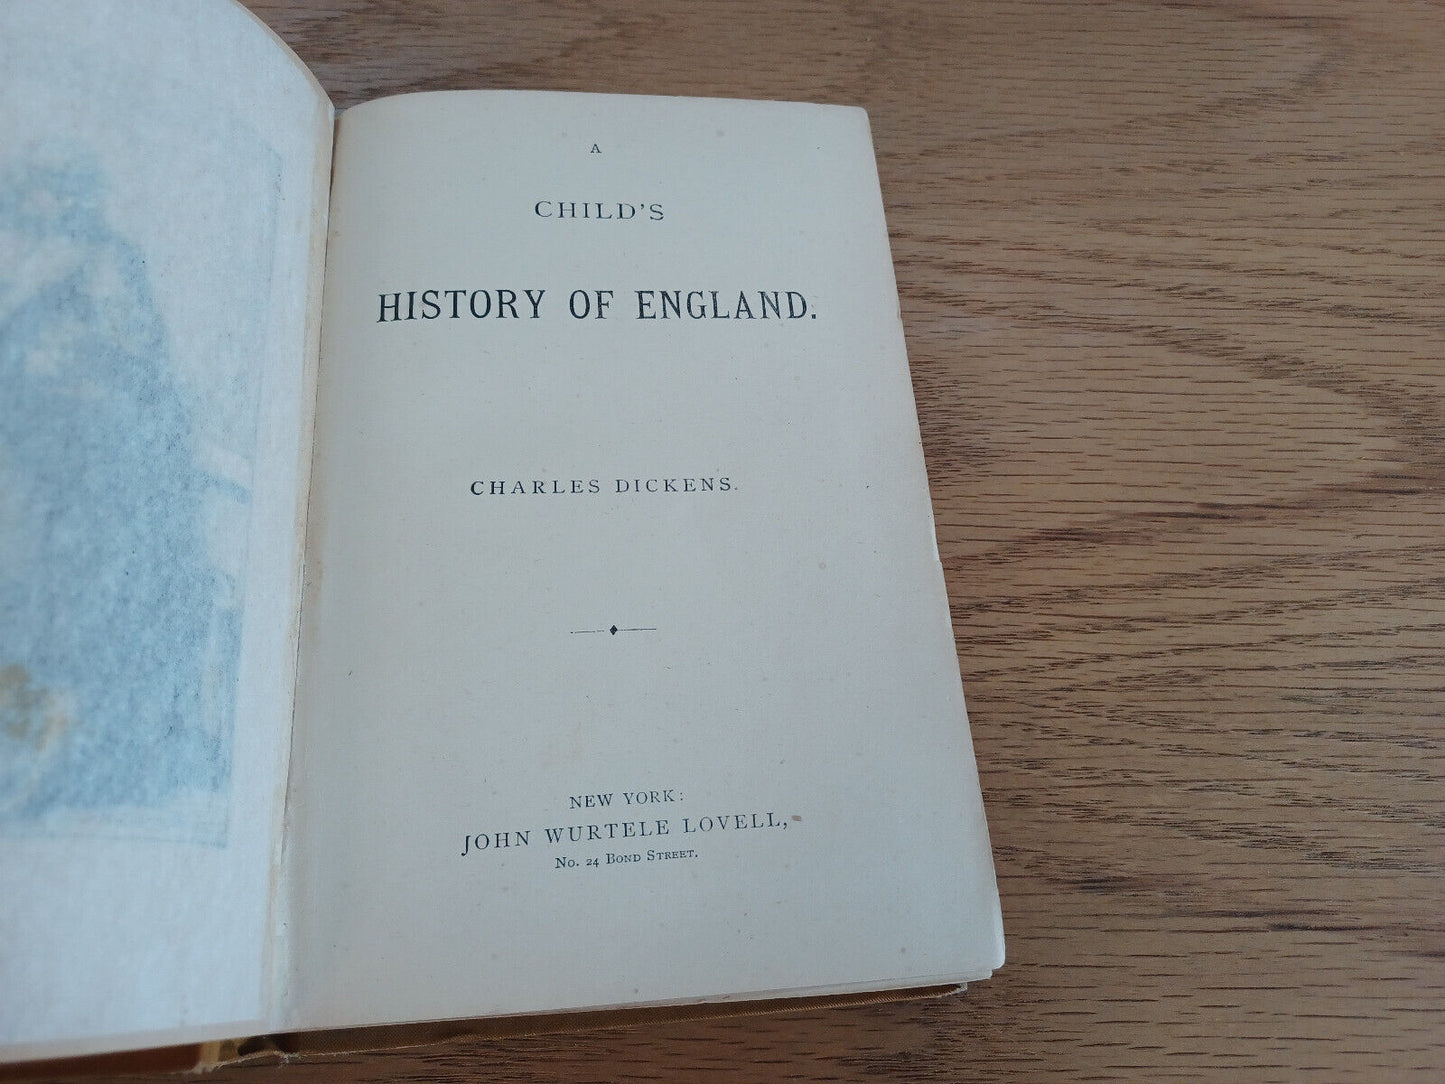 A
CHILD'S
HISTORY OF ENGLAND.
CHARLES DICKENS.
NEW YORK:
JOHN WURTELE LOVELL,
No. 24 BOND STREET.